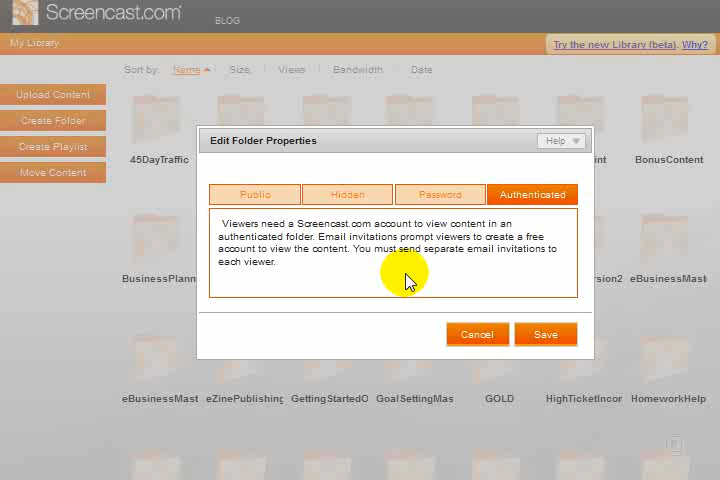 Screencast.com
BLOG
My Library
Try the new Library (beta). Why?
Sort by: Name Size Views Bandwidth Date
Upload Content
Create Folder
Create Playlist
Move Content
45DayTraffic
BonusContent
Edit Folder Properties
Help
Public Hidden Password Authenticated
Viewers need a Screencast.com account to view content in an
authenticated folder. Email invitations prompt viewers to create a free
account to view the content. You must send separate email invitations to
each viewer.
BusinessPlann
ersion2
eBusinessMaste
Cancel Save
eBusinessMast eZinePublishing GettingStartedO GoalSettingMas GOLD HighTicketIncor HomeworkHelp